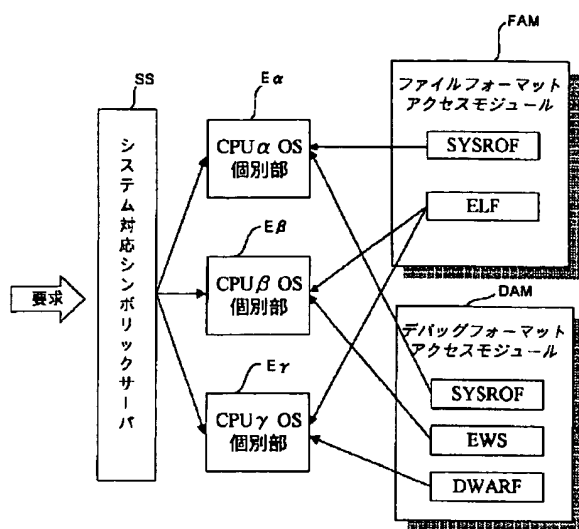 FAM
SS
Eα
ファイルフォーマット
アクセスモジュール
CPUα OS
個別部
SYSROF
ELF
システム対応シンボリックサーバ
Eβ
CPUβ OS
個別部
要求
DAM
デバッグフォーマット
アクセスモジュール
Eγ
CPUγ OS
個別部
SYSROF
EWS
DWARF